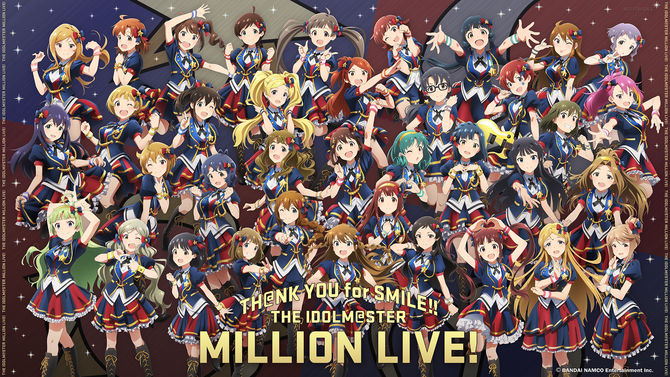 TH@NK YOU for SMILE!!
THE IDOLM@STER
MILLION LIVE!
© BANDAI NAMCO Entertainment Inc.
THE IDOLM@STER MILLION LIVE!
THE IDOLM@STER MILLION LIVE!
THE IDOLM@STER MILLION LIVE!
THE IDOLM@STER MILLION LIVE!